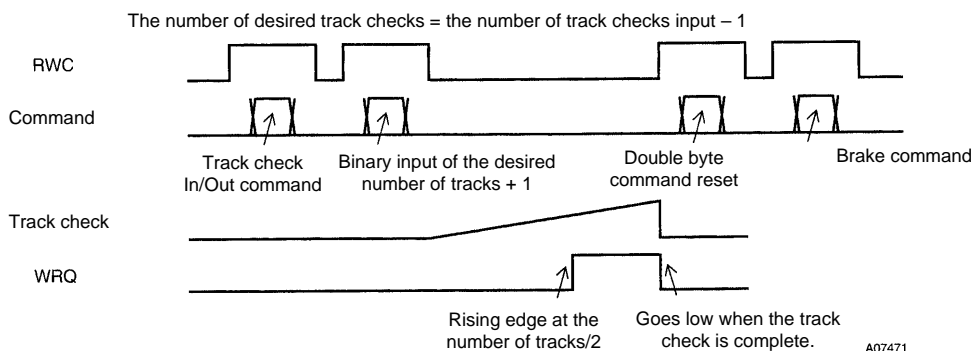 The number of desired track checks = the number of track checks input – 1
RWC
Command
Track check
In/Out command
Binary input of the desired
number of tracks + 1
Double byte
command reset
Brake command
Track check
WRQ
Rising edge at the
number of tracks/2
Goes low when the track
check is complete.
A07471